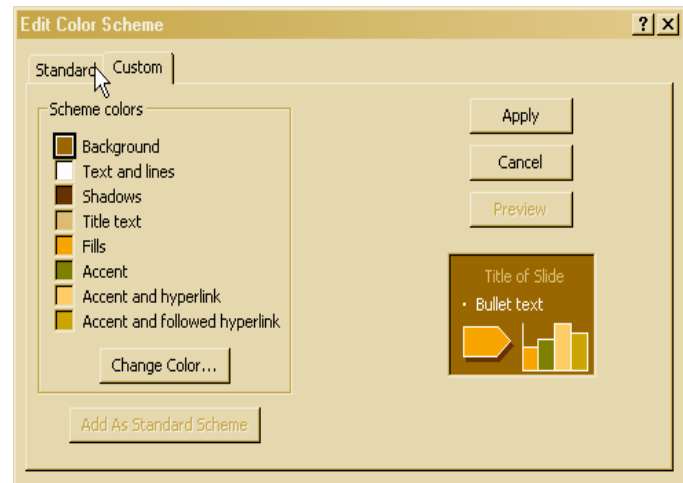 Edit Color Scheme
? ×
Standard Custom
Scheme colors
Background
Text and lines
Shadows
Title text
Fills
Accent
Accent and hyperlink
Accent and followed hyperlink
Change Color...
Add As Standard Scheme
Apply
Cancel
Preview
Title of Slide
• Bullet text